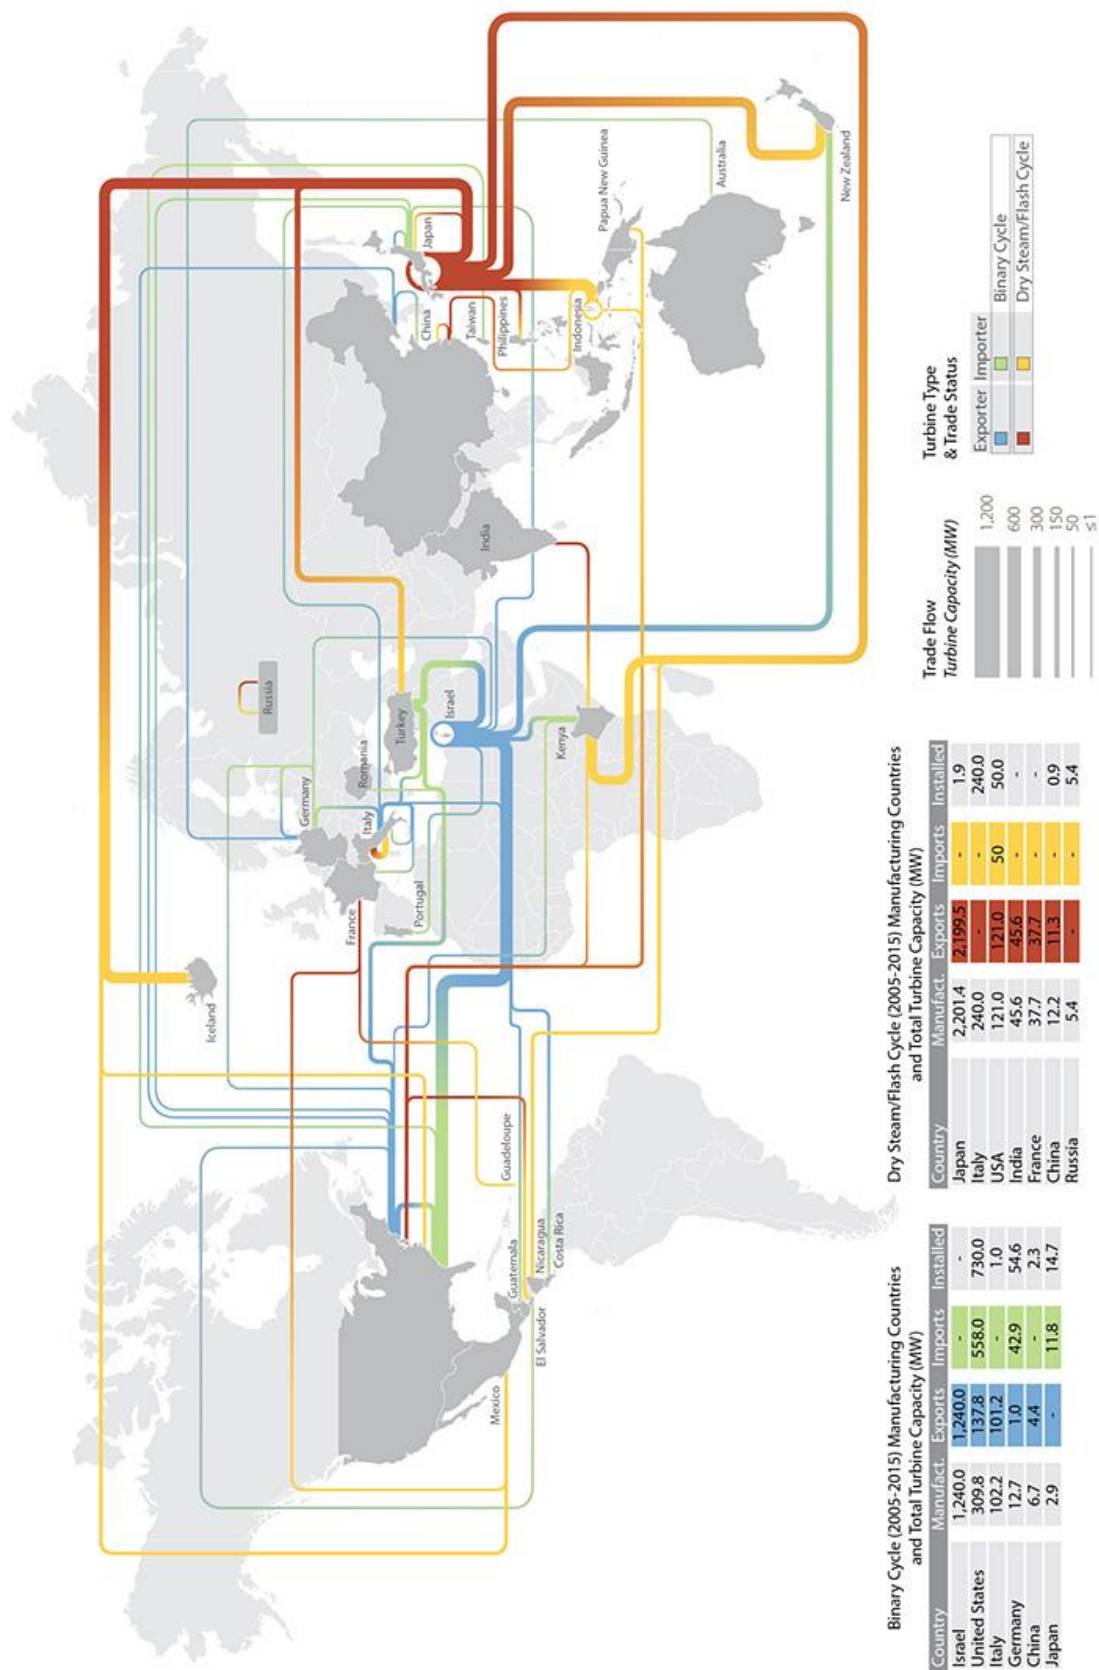 Iceland
Russia
Germany
Romania
France
Italy
Turkey
Portugal
Israel
Kenya
India
China
Japan
Taiwan
Philippines
Indonesia
Papua New Guinea
Australia
New Zealand
Mexico
Guadeloupe
Guatemala
El Salvador
Nicaragua
Costa Rica
Binary Cycle (2005-2015) Manufacturing Countries
and Total Turbine Capacity (MW)
Country Manufact. Exports Imports Installed
Israel 1,240.0 1,240.0 - -
United States 309.8 137.8 558.0 730.0
Italy 102.2 101.2 - 1.0
Germany 12.7 1.0 42.9 54.6
China 6.7 4.4 - 2.3
Japan 2.9 - 11.8 14.7
Dry Steam/Flash Cycle (2005-2015) Manufacturing Countries
and Total Turbine Capacity (MW)
Country Manufact. Exports Imports Installed
Japan 2,201.4 2,199.5 - 1.9
Italy 240.0 - - 240.0
USA 121.0 121.0 50 50.0
India 45.6 45.6 - -
France 37.7 37.7 - -
China 12.2 11.3 - 0.9
Russia 5.4 - - 5.4
Trade Flow
Turbine Capacity (MW)
1,200
600
300
150
50
≤1
Turbine Type
& Trade Status
Exporter Importer
Binary Cycle
Dry Steam/Flash Cycle